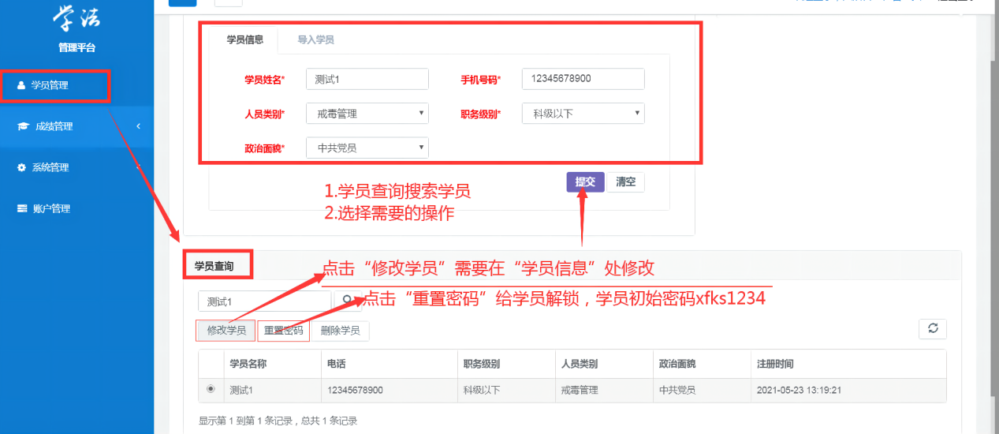 学法
管理平台
学员管理
成绩管理
系统管理
账户管理
学员信息
导入学员
学员姓名*
测试1
手机号码*
12345678900
人员类别*
戒毒管理
职务级别*
科级以下
政治面貌*
中共党员
提交
清空
1.学员查询搜索学员
2.选择需要的操作
学员查询
点击“修改学员”需要在“学员信息”处修改
测试1
点击“重置密码”给学员解锁，学员初始密码xfks1234
修改学员
重置密码
删除学员
学员名称 电话 职务级别 人员类别 政治面貌 注册时间
测试1 12345678900 科级以下 戒毒管理 中共党员 2021-05-23 13:19:21
显示第 1 到第 1 条记录，总共 1 条记录